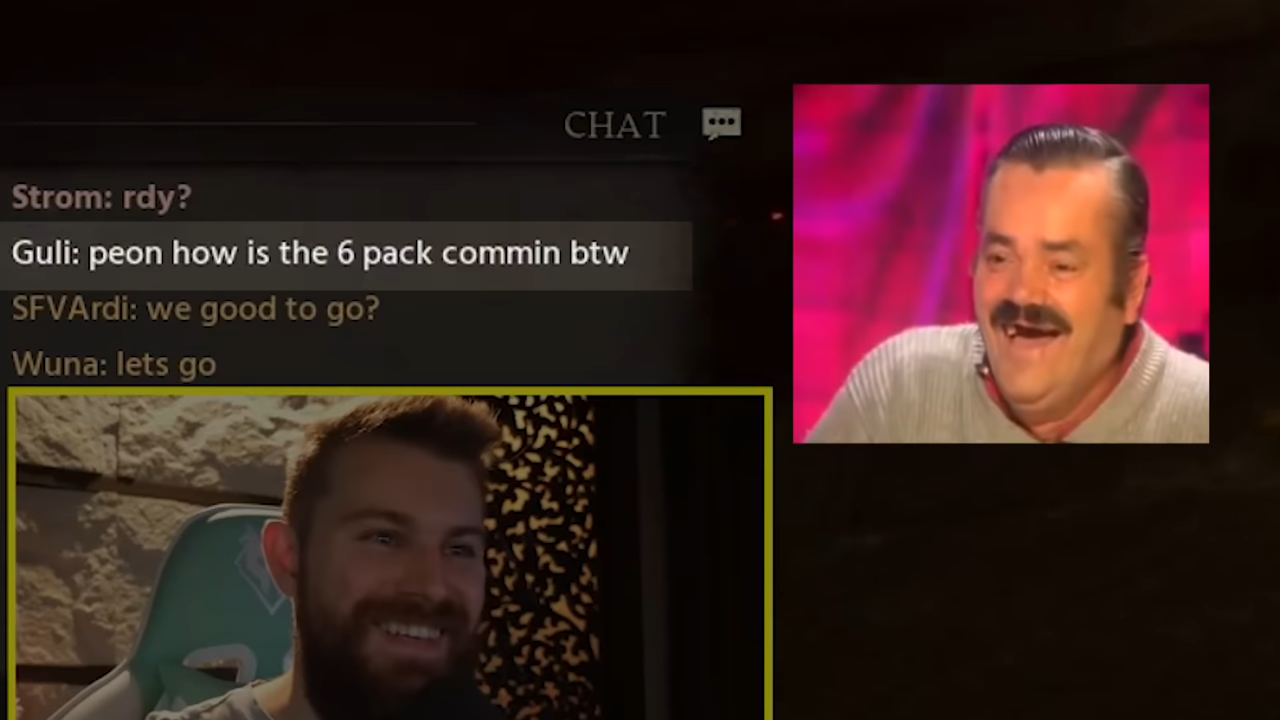 CHAT
Strom: rdy?
Guli: peon how is the 6 pack commin btw
SFVArdi: we good to go?
Wuna: lets go